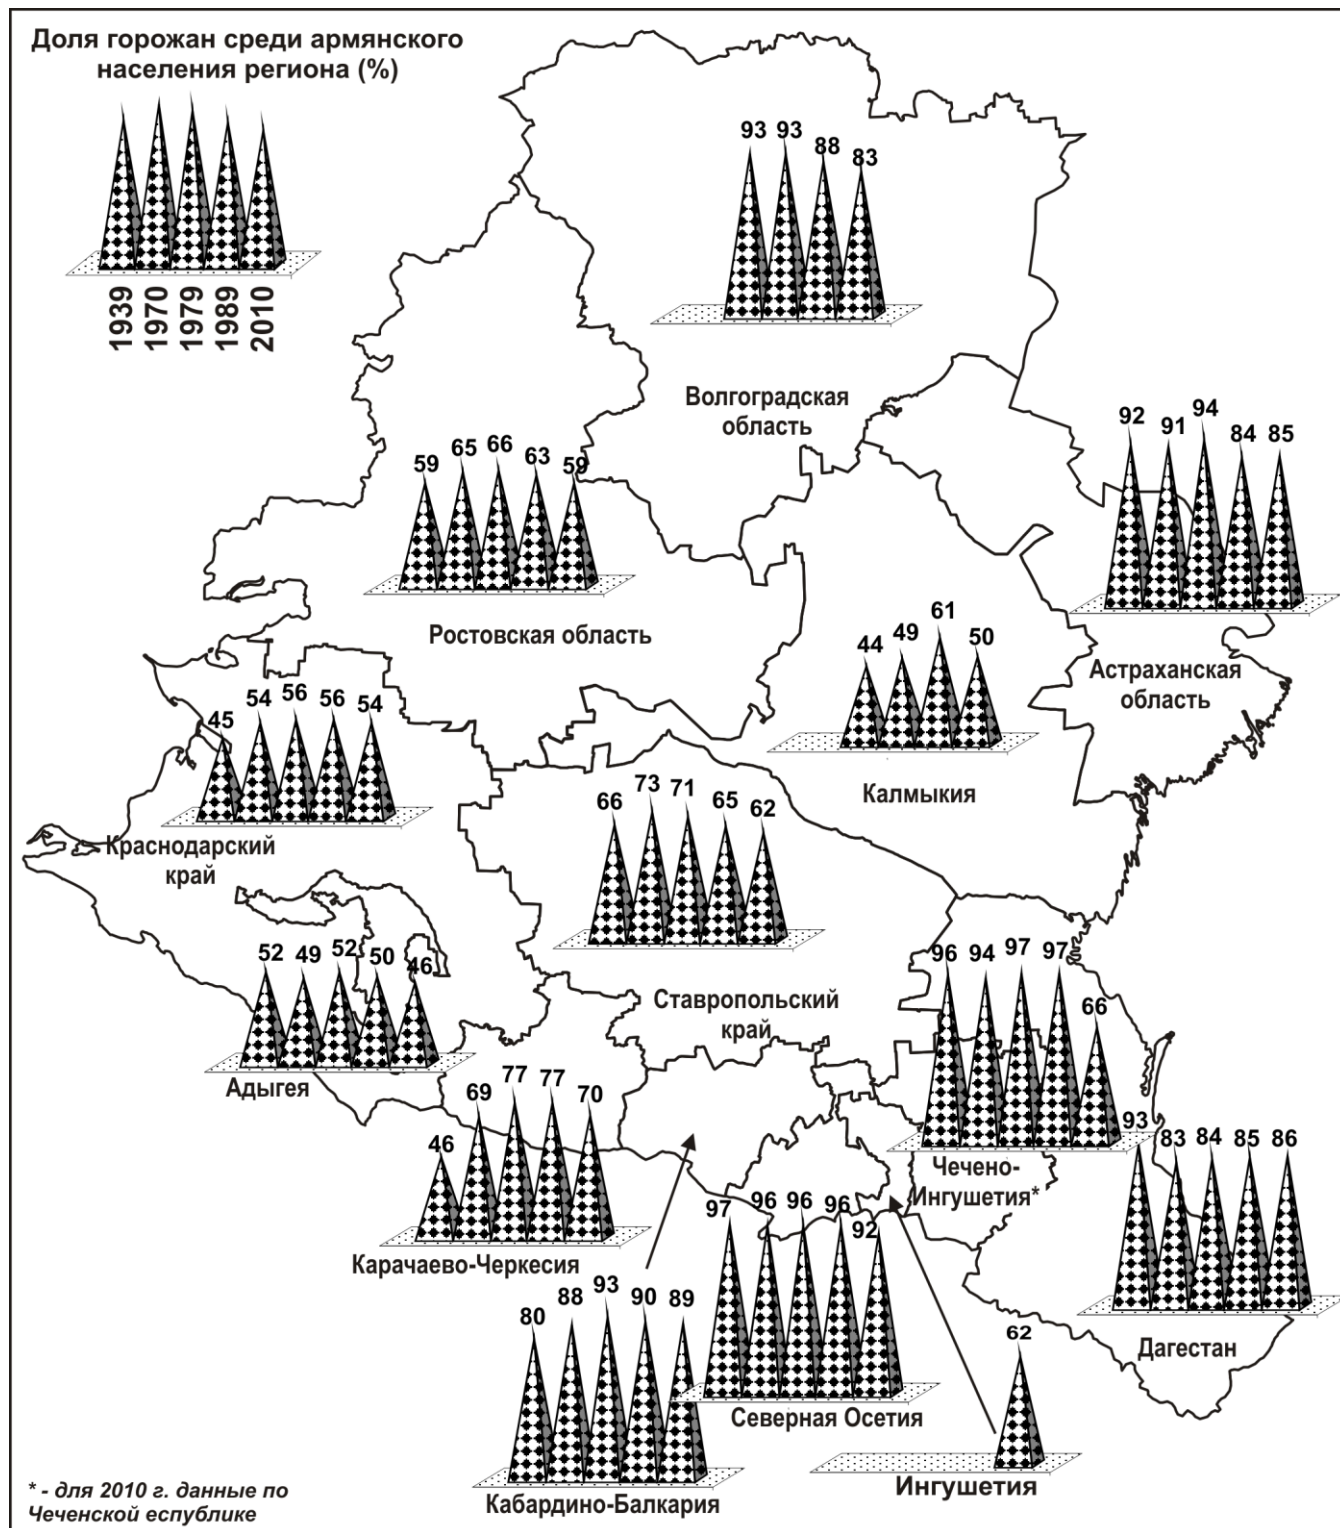 Доля горожан среди армянского
населения региона (%)
1939
1970
1979
1989
2010
93 93 88 83
Волгоградская
область
92 91 94 84 85
Астраханская
область
59 65 66 63 59
Ростовская область
44 49 61 50
Калмыкия
45 54 56 56 54
Краснодарский
край
66 73 71 65 62
Ставропольский
край
52 49 52 50 46
Адыгея
96 94 97 97 66
Чечено-
Ингушетия*
46 69 77 77 70
Карачаево-Черкесия
93 83 84 85 86
Дагестан
97 96 96 96 92
Северная Осетия
80 88 93 90 89
Кабардино-Балкария
62
Ингушетия
* - для 2010 г. данные по
Чеченской еспублике